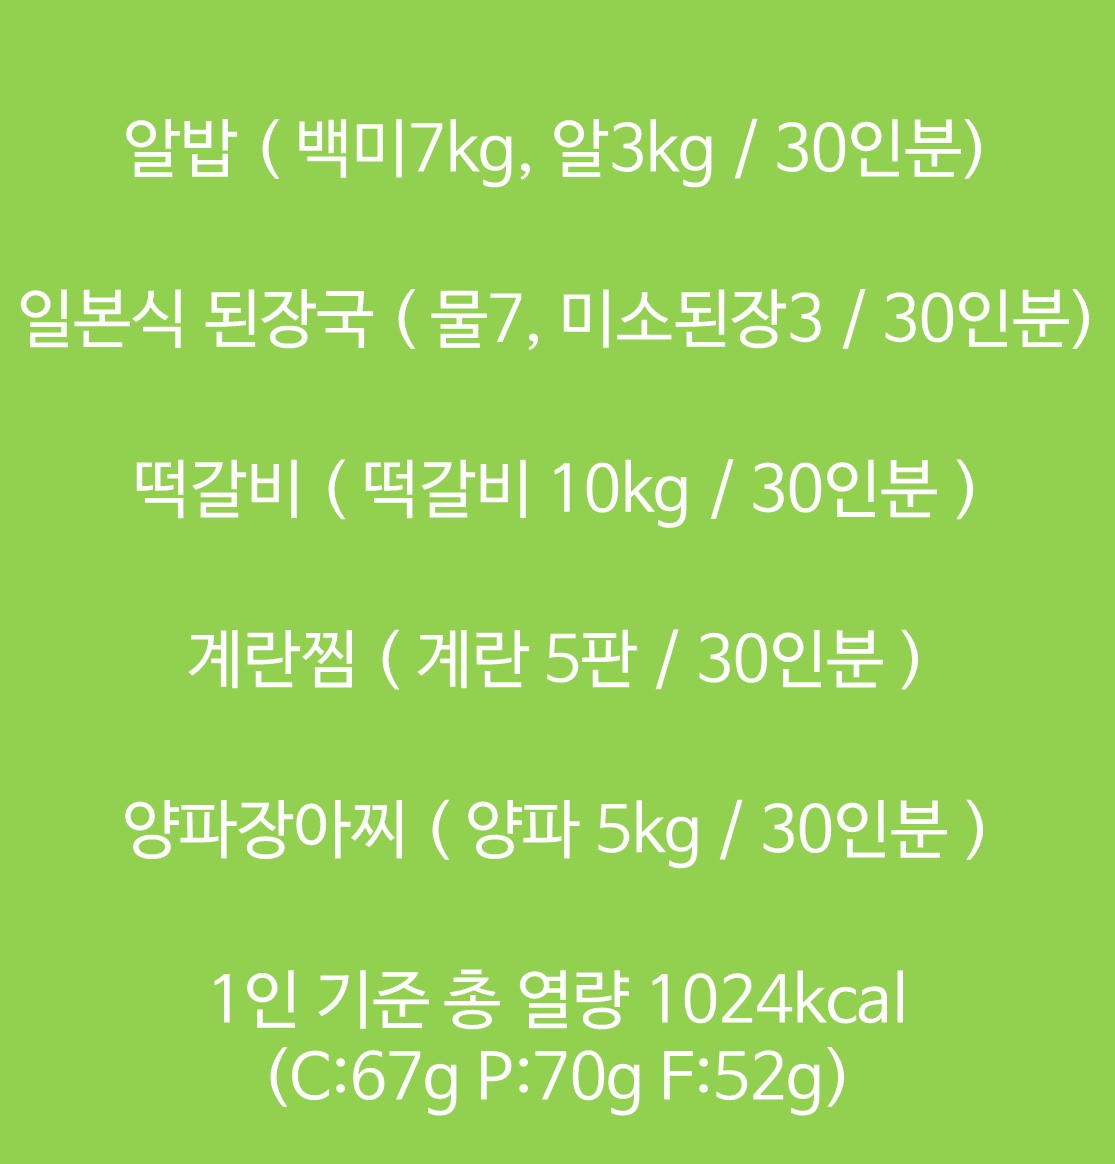 알밥 ( 백미7kg, 알3kg / 30인분)
일본식 된장국 ( 물7, 미소된장3 / 30인분)
떡갈비 ( 떡갈비 10kg / 30인분 )
계란찜 ( 계란 5판 / 30인분 )
양파장아찌 ( 양파 5kg / 30인분 )
1인 기준 총 열량 1024kcal
(C:67g P:70g F:52g)